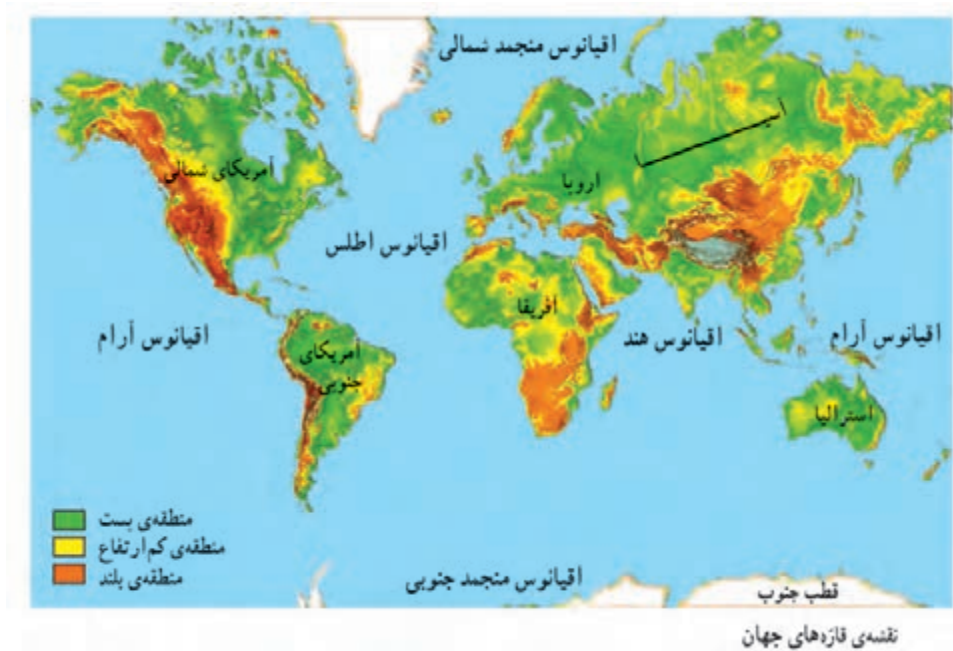 اقیانوس منجمد شمالی
آمریکای شمالی
اروپا
اقیانوس اطلس
آفریقا
اقیانوس آرام
اقیانوس هند
اقیانوس آرام
آمریکای
جنوبی
استرالیا
منطقه‌ی پست
منطقه‌ی کم ارتفاع
منطقه‌ی بلند
اقیانوس منجمد جنوبی
قطب جنوب
نقشه‌ی قاره‌های جهان